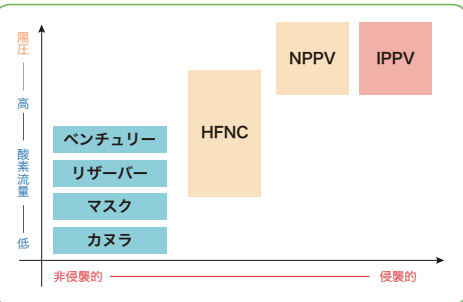 陽圧
高
酸素流量
低
NPPV
IPPV
HFNC
ベンチュリー
リザーバー
マスク
カヌラ
非侵襲的
侵襲的